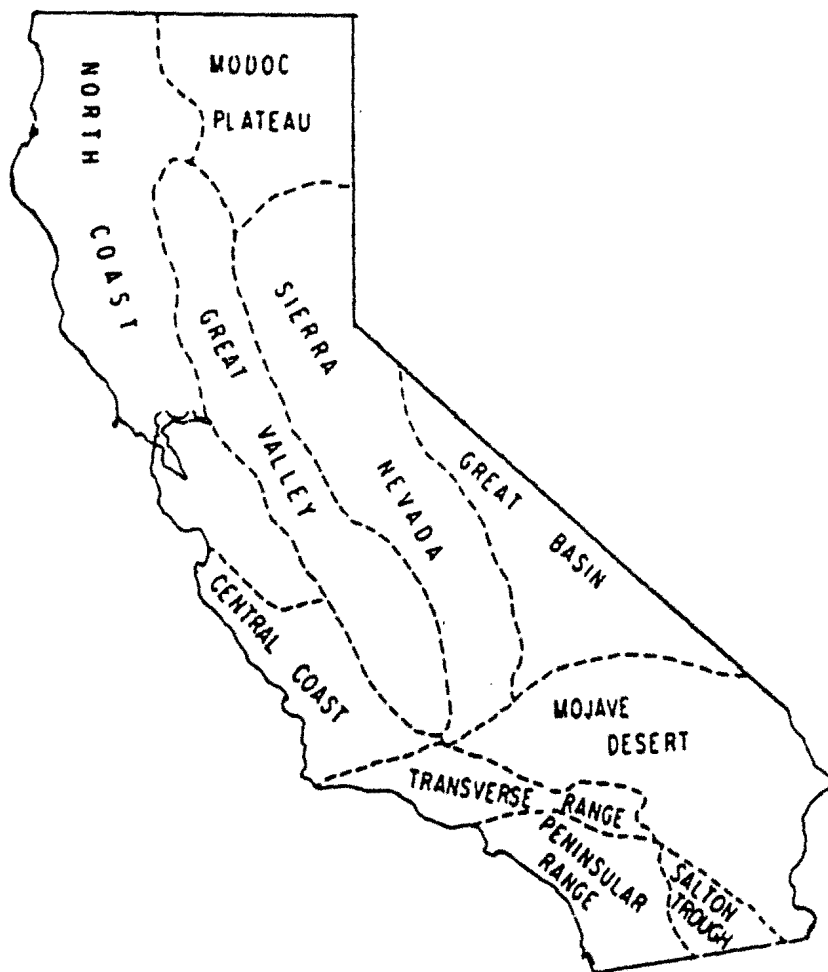 MODOC
PLATEAU
NORTH
COAST
SIERRA
NEVADA
GREAT
VALLEY
GREAT
BASIN
CENTRAL
COAST
MOJAVE
DESERT
TRANSVERSE RANGE
PENINSULAR
RANGE
SALTON
TROUGH